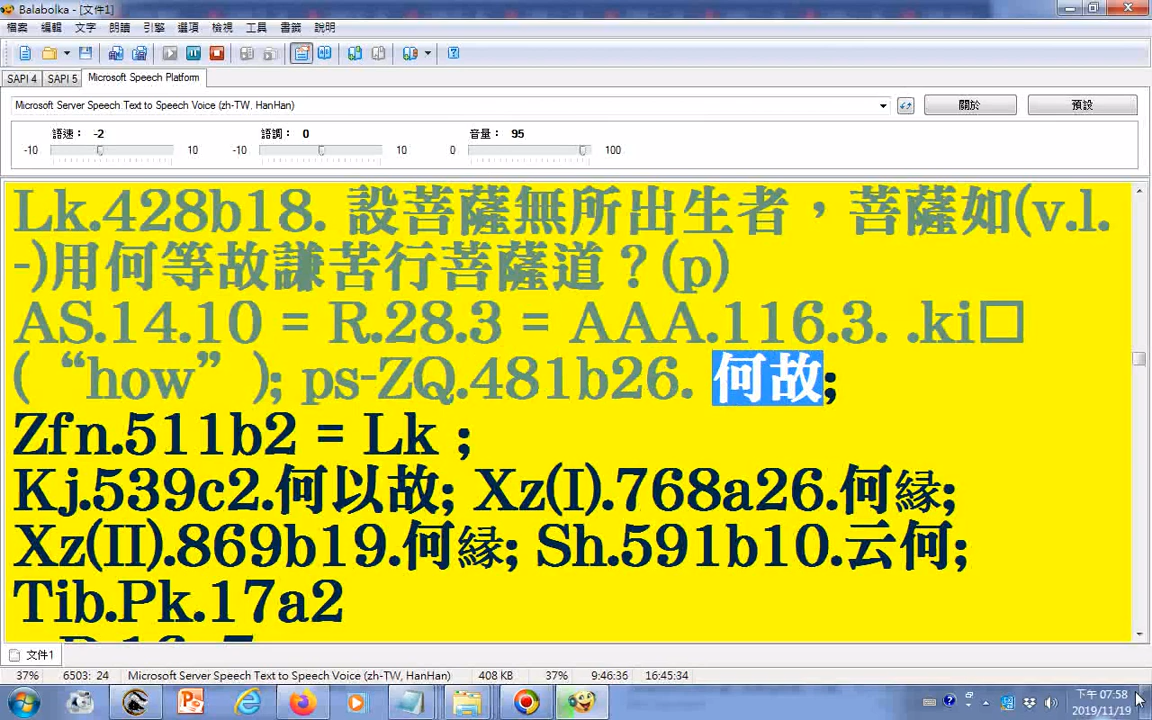 Balabolka - [文件1]
檔案 編輯 文字 朗讀 引擎 選項 檢視 工具 書籤 說明
SAPI 4 SAPI 5 Microsoft Speech Platform
Microsoft Server Speech Text to Speech Voice (zh-TW, HanHan) 關於 預設
語速： -2 語調： 0 音量： 95
-10 10 -10 10 0 100
Lk.428b18. 設菩薩無所出生者，菩薩如(v.l.
-)用何等故謙苦行菩薩道？(p)
AS.14.10 = R.28.3 = AAA.116.3. .ki□
(“how”); ps-ZQ.481b26. 何故;
Zfn.511b2 = Lk ;
Kj.539c2.何以故; Xz(I).768a26.何緣;
Xz(II).869b19.何緣; Sh.591b10.云何;
Tib.Pk.17a2
文件1
37% 6503: 24 Microsoft Server Speech Text to Speech Voice (zh-TW, HanHan) 408 KB 37% 9:46:36 16:45:34
下午 07:58
2019/11/19